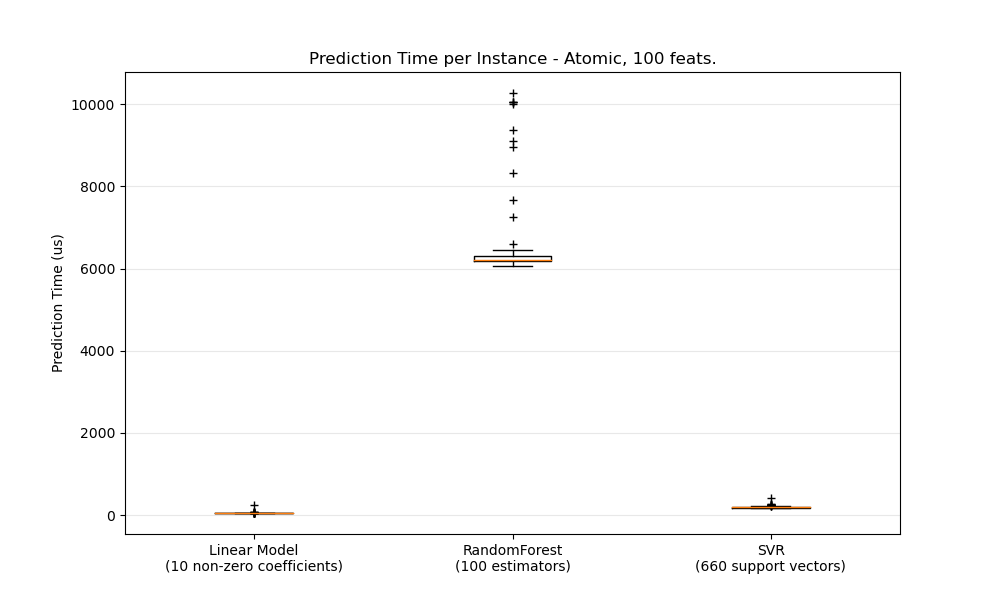 Prediction Time per Instance - Atomic, 100 feats.
Prediction Time (us)
10000
8000
6000
4000
2000
0
Linear Model
(10 non-zero coefficients)
RandomForest
(100 estimators)
SVR
(660 support vectors)